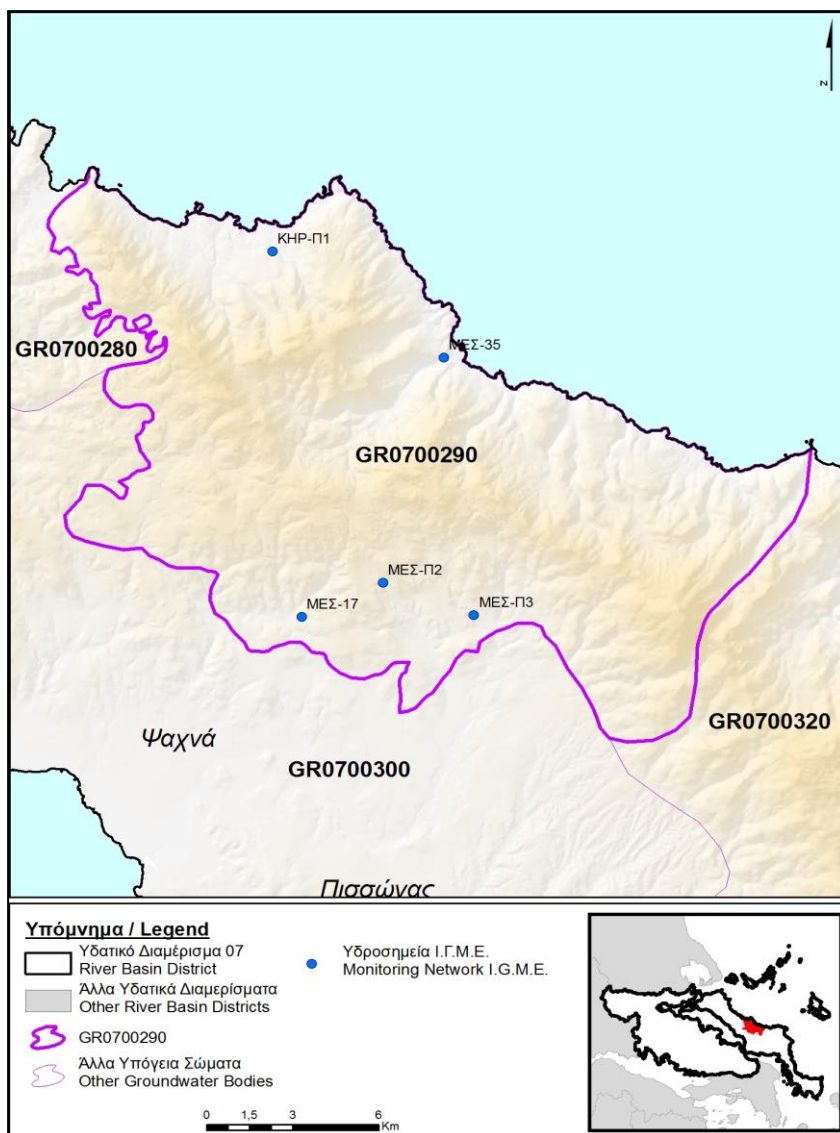 z
ΚΗΡ-Π1
GR0700280
ΜΕΣ-35
GR0700290
ΜΕΣ-Π2
ΜΕΣ-17
ΜΕΣ-Π3
Ψαχνά
GR0700320
GR0700300
Πισσώνας
Υπόμνημα / Legend
Υδατικό Διαμέρισμα 07
River Basin District
Άλλα Υδατικά Διαμερίσματα
Other River Basin Districts
GR0700290
Άλλα Υπόγεια Σώματα
Other Groundwater Bodies
Υδροσημεία Ι.Γ.Μ.Ε.
Monitoring Network I.G.M.E.
0 1,5 3 6
Km